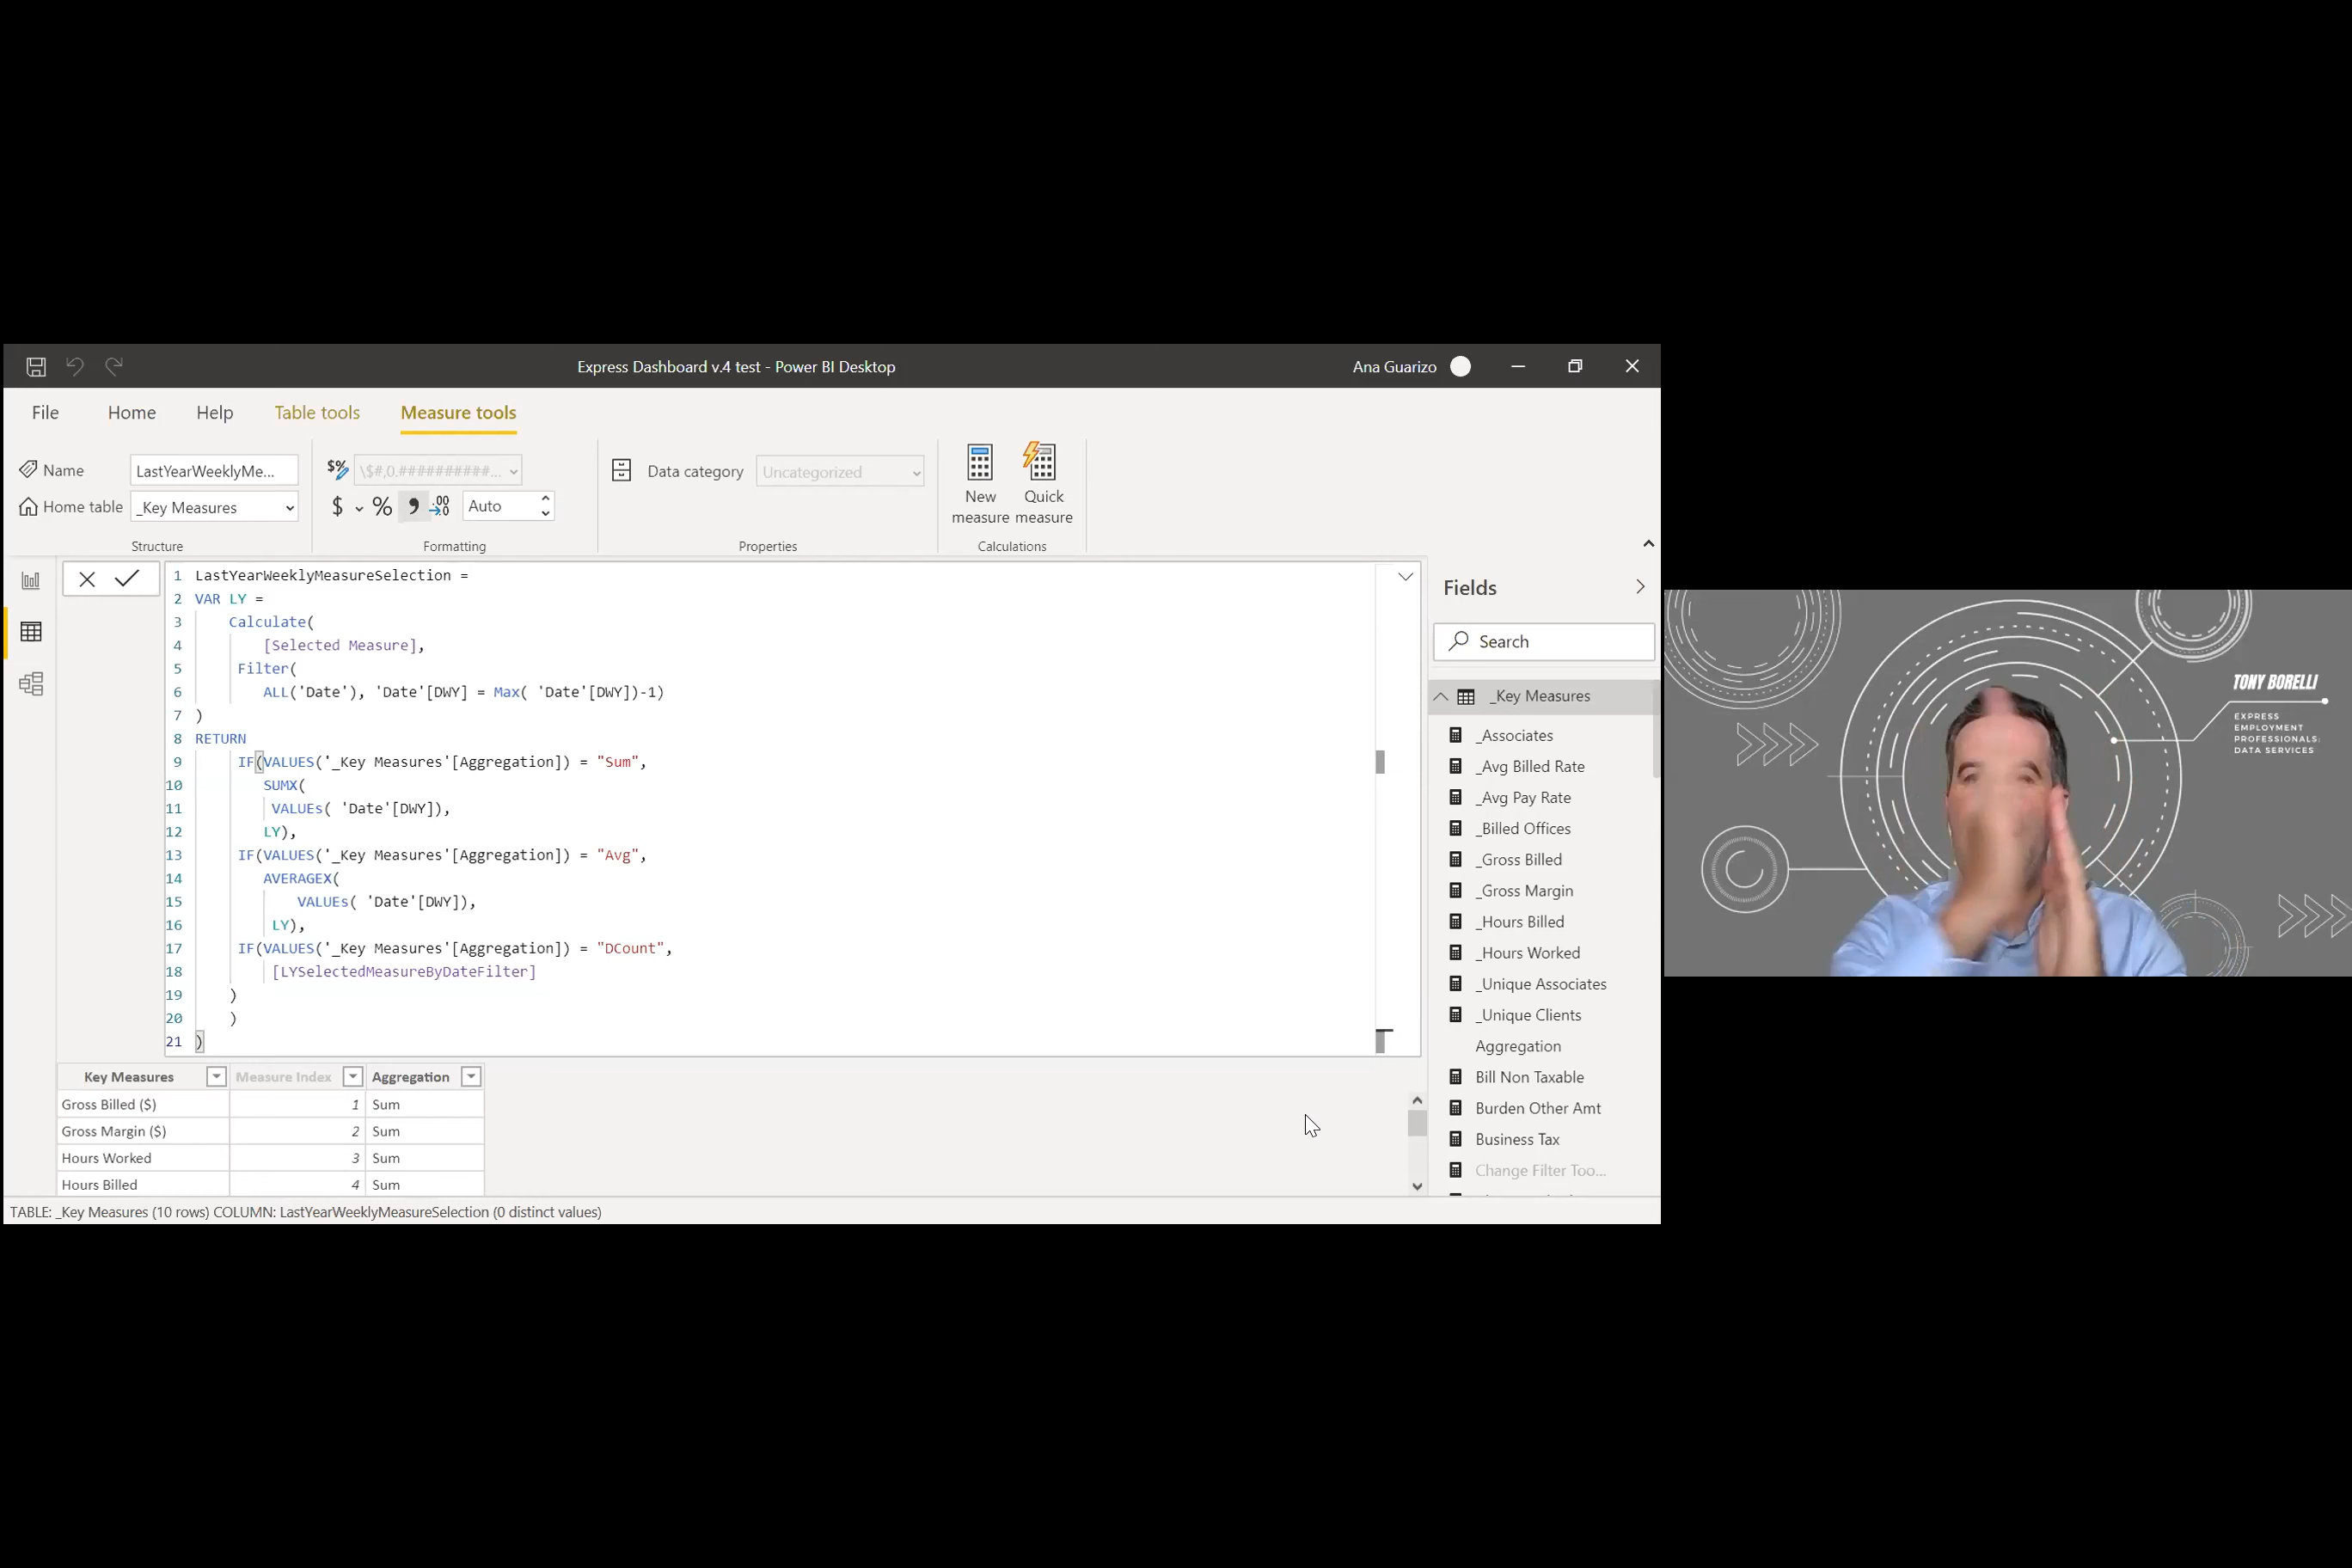 Express Dashboard v.4 test - Power BI Desktop
Ana Guarizo
File
Home
Help
Table tools
Measure tools
Name
LastYearWeeklyMe...
Home table
_Key Measures
Structure
$%
\$#,0.##########...
$
%
,
.00
.0
Auto
Formatting
Data category
Uncategorized
Properties
New
measure
Quick
measure
Calculations
1 LastYearWeeklyMeasureSelection =
2 VAR LY =
3 Calculate(
4 [Selected Measure],
5 Filter(
6 ALL('Date'), 'Date'[DWY] = Max( 'Date'[DWY])-1)
7 )
8 RETURN
9 IF(VALUES('_Key Measures'[Aggregation]) = "Sum",
10 SUMX(
11 VALUEs( 'Date'[DWY]),
12 LY),
13 IF(VALUES('_Key Measures'[Aggregation]) = "Avg",
14 AVERAGEX(
15 VALUEs( 'Date'[DWY]),
16 LY),
17 IF(VALUES('_Key Measures'[Aggregation]) = "DCount",
18 [LYSelectedMeasureByDateFilter]
19 )
20 )
21 )
Key Measures Measure Index Aggregation
Gross Billed ($) 1 Sum
Gross Margin ($) 2 Sum
Hours Worked 3 Sum
Hours Billed 4 Sum
TABLE: _Key Measures (10 rows) COLUMN: LastYearWeeklyMeasureSelection (0 distinct values)
Fields
Search
_Key Measures
_Associates
_Avg Billed Rate
_Avg Pay Rate
_Billed Offices
_Gross Billed
_Gross Margin
_Hours Billed
_Hours Worked
_Unique Associates
_Unique Clients
Aggregation
Bill Non Taxable
Burden Other Amt
Business Tax
Change Filter Too...
TONY BORELLI
EXPRESS
EMPLOYMENT
PROFESSIONALS:
DATA SERVICES